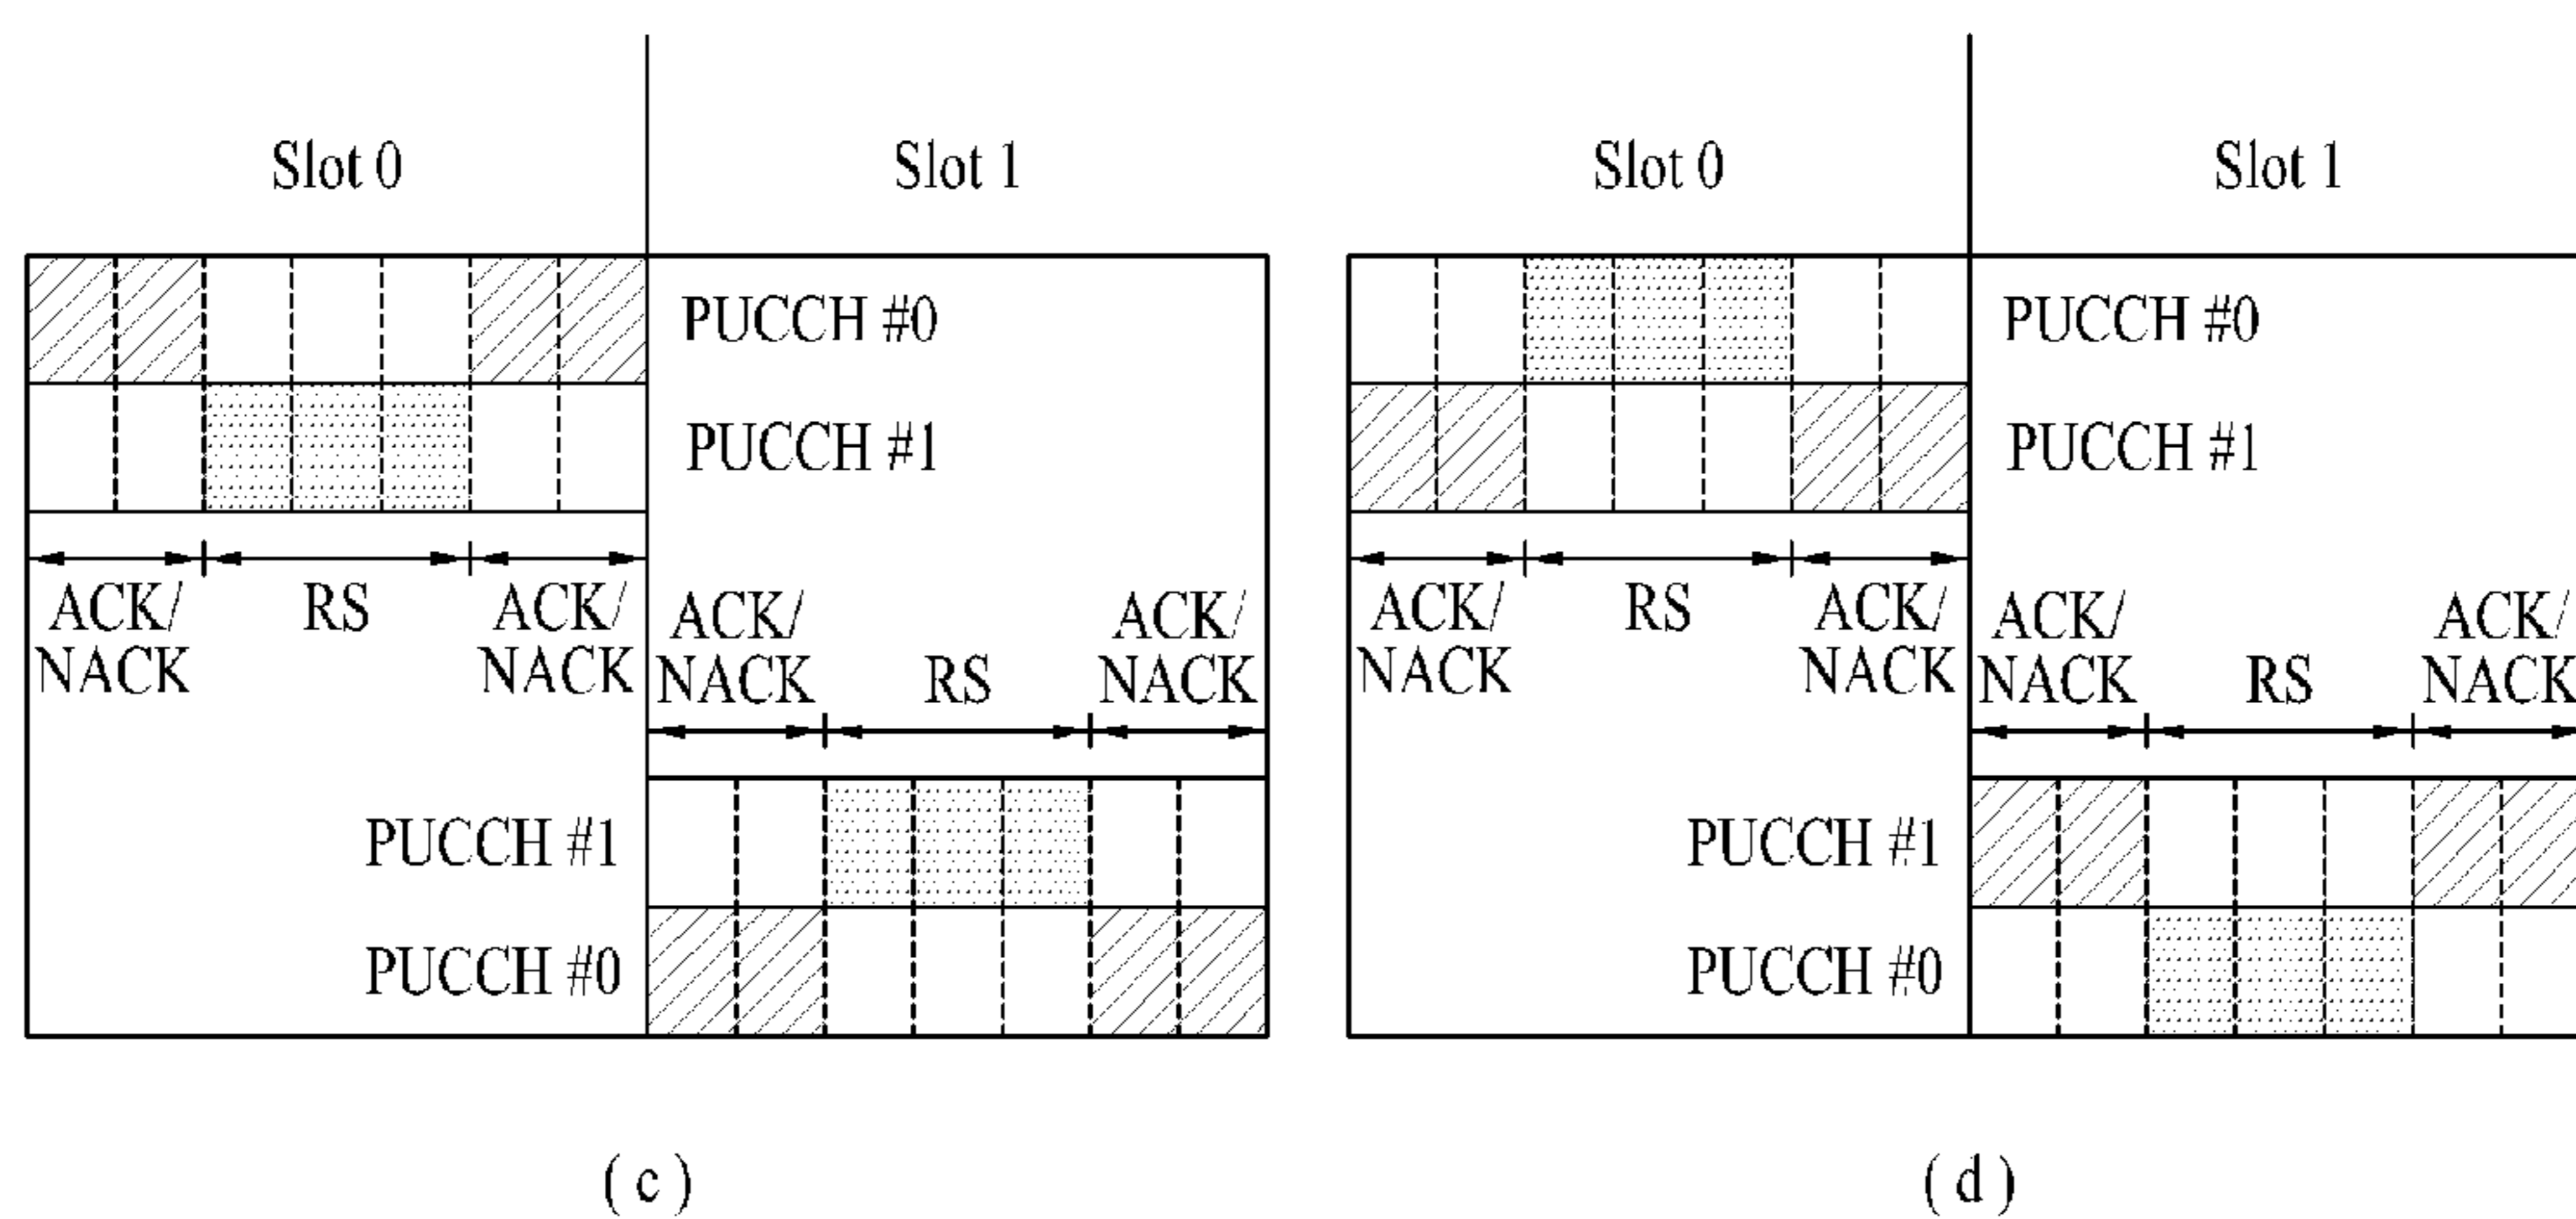 Slot 0
Slot 1
PUCCH #0
PUCCH #1
ACK/
NACK
RS
ACK/
NACK
ACK/
NACK
RS
ACK/
NACK
PUCCH #1
PUCCH #0
( c )
Slot 0
Slot 1
PUCCH #0
PUCCH #1
ACK/
NACK
RS
ACK/
NACK
ACK/
NACK
RS
ACK/
NACK
PUCCH #1
PUCCH #0
( d )